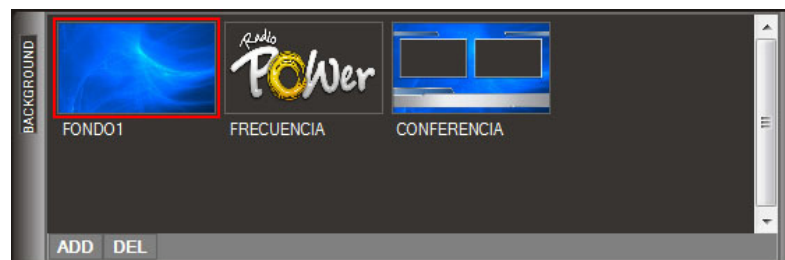 BACKGROUND
Radio
POWer
FONDO1
FRECUENCIA
CONFERENCIA
ADD DEL